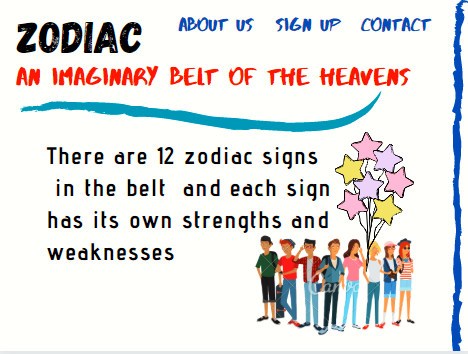 ZODIAC
ABOUT US SIGN UP CONTACT
AN IMAGINARY BELT OF THE HEAVENS
There are 12 zodiac signs
in the belt and each sign
has its own strengths and
weaknesses